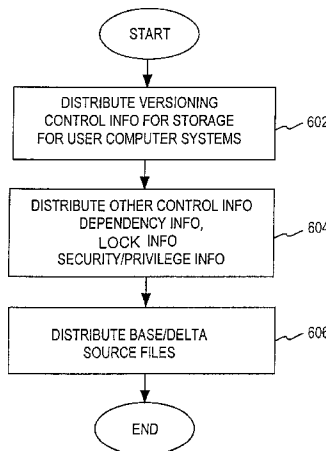 START
DISTRIBUTE VERSIONING
CONTROL INFO FOR STORAGE
FOR USER COMPUTER SYSTEMS
602
DISTRIBUTE OTHER CONTROL INFO
DEPENDENCY INFO,
LOCK INFO
SECURITY/PRIVILEGE INFO
604
DISTRIBUTE BASE/DELTA
SOURCE FILES
606
END